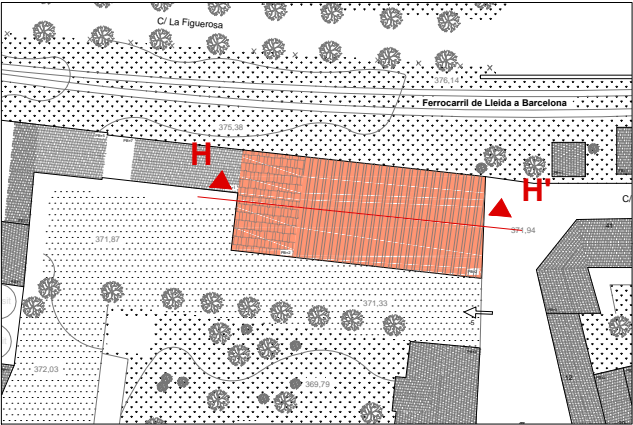 C/ La Figuerosa
376,14
Ferrocarril de Lleida a Barcelona
375.38
H
H'
C/
371,94
371,87
371,33
372,03
369,79